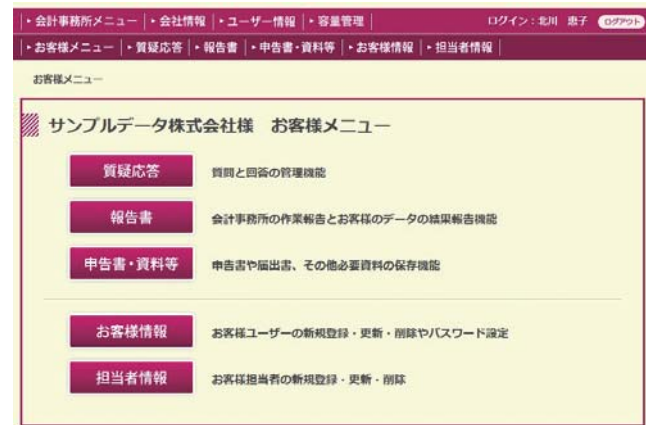 ・会計事務所メニュー | ・会社情報 | ・ユーザー情報 | ・容量管理 | ログイン：北川 恵子 ログアウト
・お客様メニュー | ・質疑応答 | ・報告書 | ・申告書・資料等 | ・お客様情報 | ・担当者情報 |
お客様メニュー
サンプルデータ株式会社様 お客様メニュー
質疑応答 質問と回答の管理機能
報告書 会計事務所の作業報告とお客様のデータの結果報告機能
申告書・資料等 申告書や届出書、その他必要資料の保存機能
お客様情報 お客様ユーザーの新規登録・更新・削除やパスワード設定
担当者情報 お客様担当者の新規登録・更新・削除